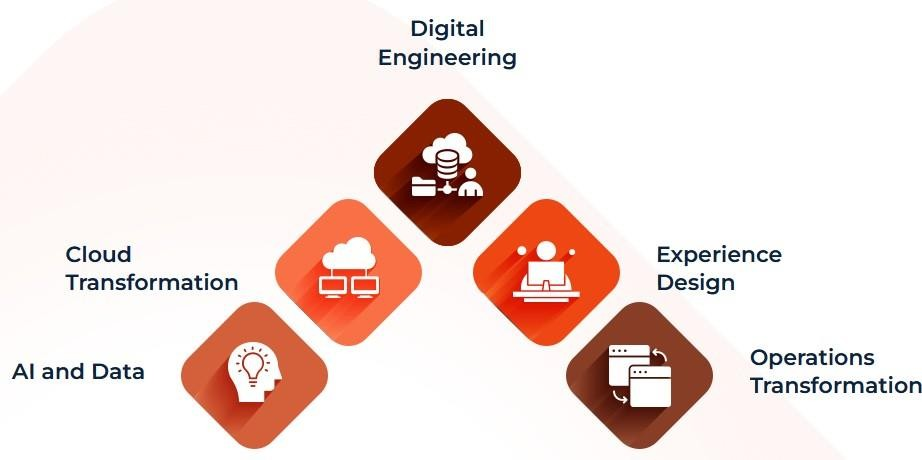 Digital
Engineering
Cloud
Transformation
Experience
Design
AI and Data
Operations
Transformation